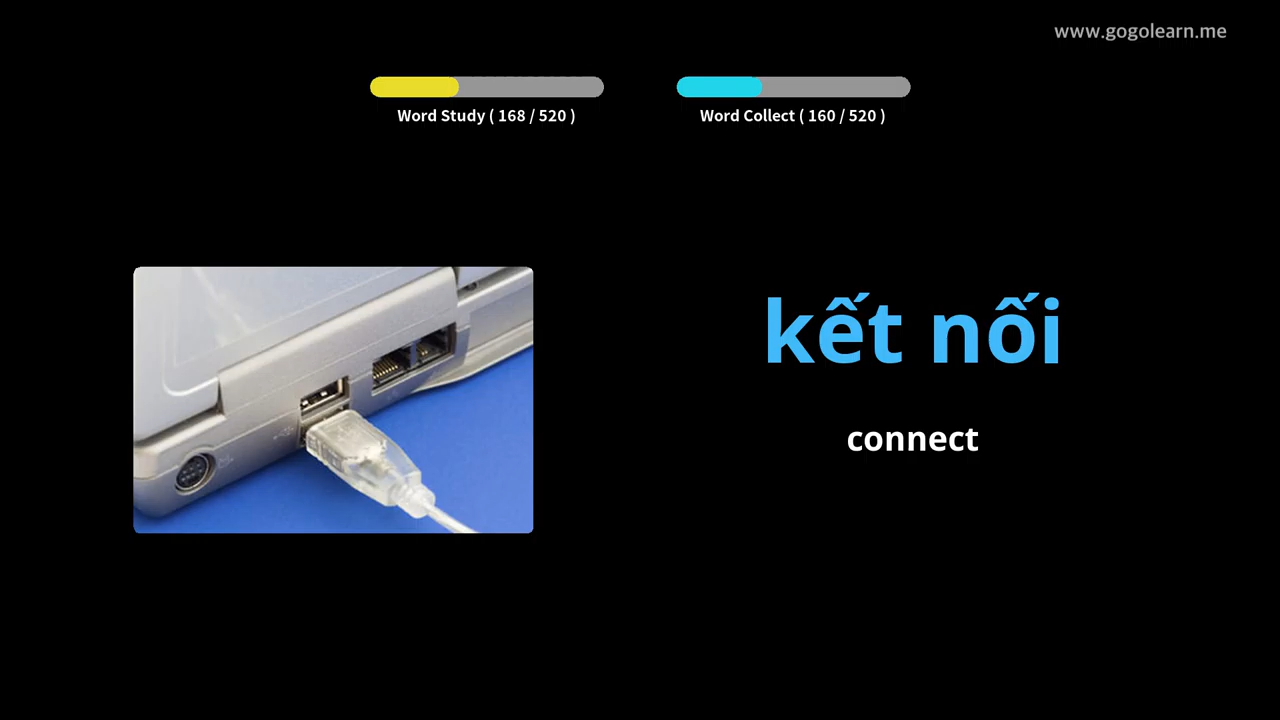 www.gogolearn.me
Word Study ( 168 / 520 )
Word Collect ( 160 / 520 )
kết nối
connect